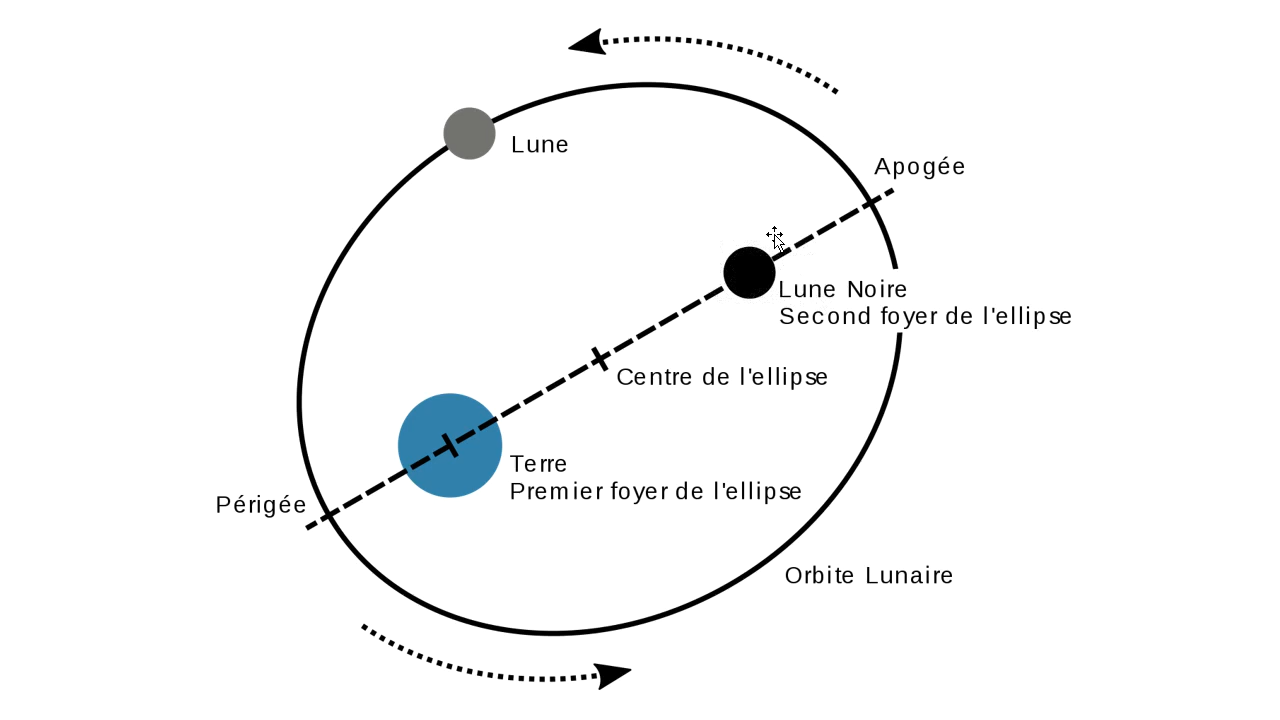 Lune
Apogée
Lune Noire
Second foyer de l'ellipse
Centre de l'ellipse
Terre
Premier foyer de l'ellipse
Périgée
Orbite Lunaire